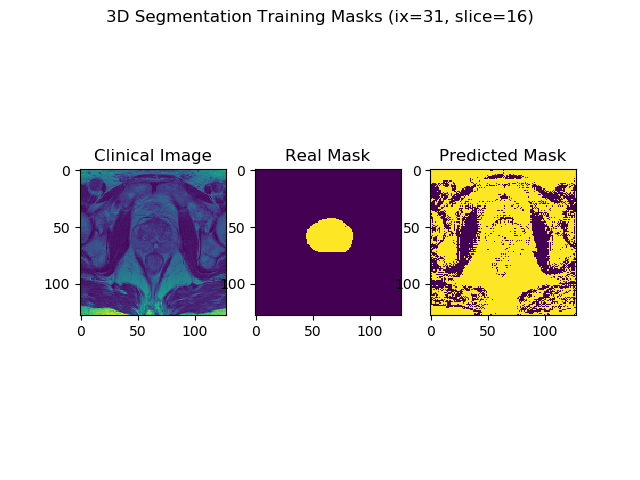 3D Segmentation Training Masks (ix=31, slice=16)
Clinical Image Real Mask Predicted Mask
0 0 0
50 50 50
100 100 100
0 50 100 0 50 100 0 50 100